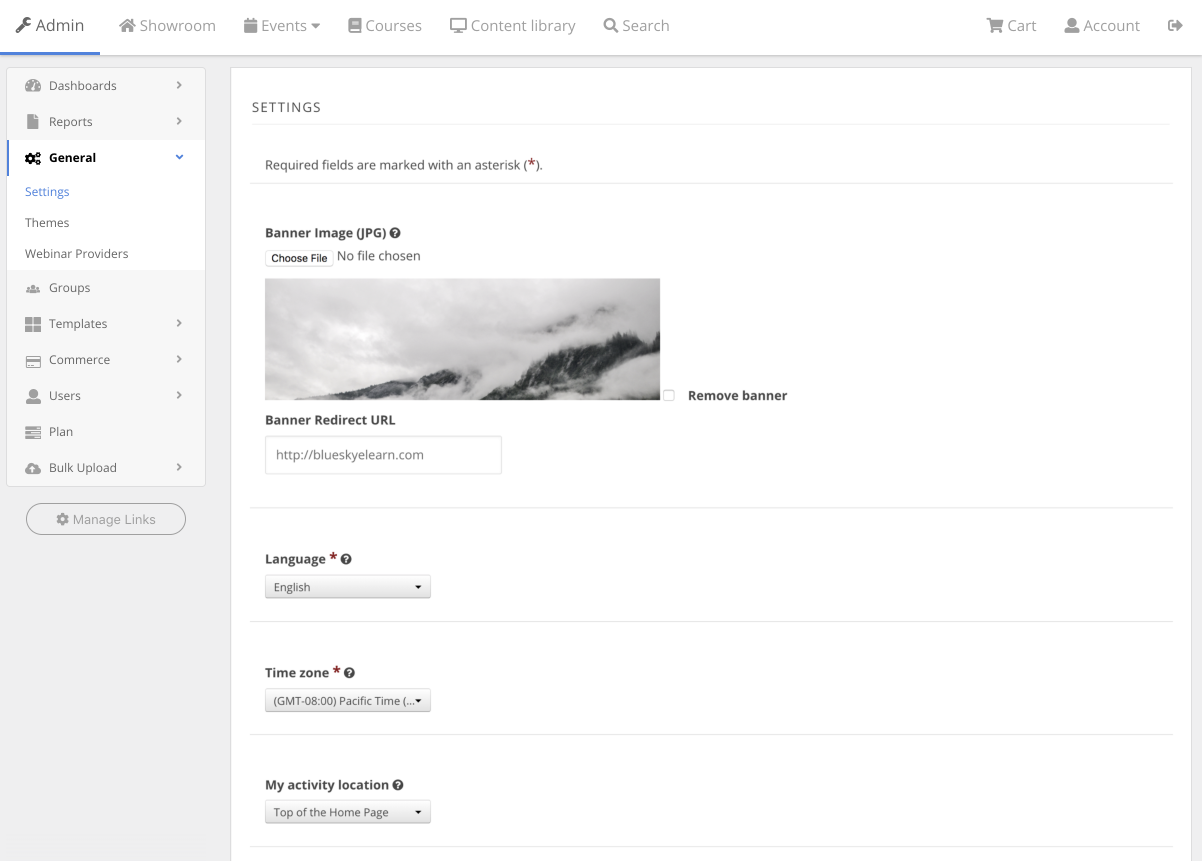 Admin Showroom Events Courses Content library Search Cart Account
Dashboards
Reports
General
Settings
Themes
Webinar Providers
Groups
Templates
Commerce
Users
Plan
Bulk Upload
Manage Links
SETTINGS
Required fields are marked with an asterisk (*).
Banner Image (JPG)
Choose File No file chosen
Remove banner
Banner Redirect URL
http://blueskyelearn.com
Language *
English
Time zone *
(GMT-08:00) Pacific Time (...
My activity location
Top of the Home Page